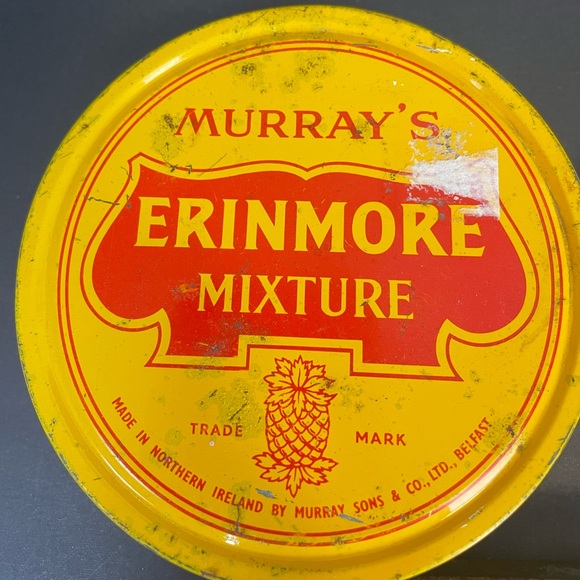 MURRAY'S
ERINMORE
MIXTURE
TRADE MARK
MADE IN NORTHERN IRELAND BY MURRAY SONS & CO., LTD., BELFAST